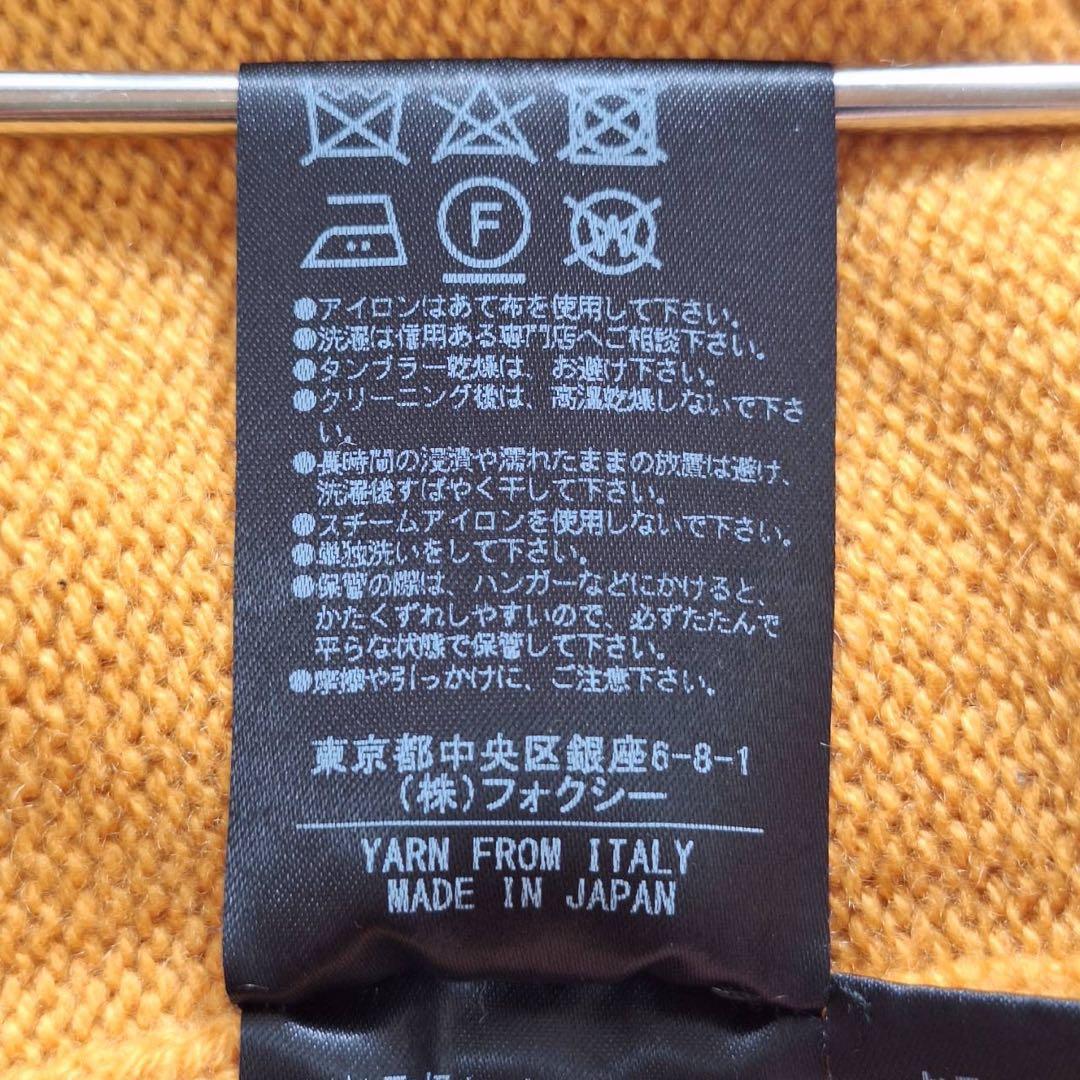 F
W
●アイロンはあて布を使用して下さい。
●洗濯は信用ある専門店へご相談下さい。
●タンブラー乾燥は、お避け下さい。
●クリーニング後は、高温乾燥しないで下さ
い。
●長時間の浸漬や濡れたままの放置は避け、
洗濯後すばやく干して下さい。
●スチームアイロンを使用しないで下さい。
●単独洗いをして下さい。
●保管の際は、ハンガーなどにかけると、
かたくずれしやすいので、必ずたたんで
平らな状態で保管して下さい。
●摩擦や引っかけに、ご注意下さい。
東京都中央区銀座6-8-1
(株)フォクシー
YARN FROM ITALY
MADE IN JAPAN